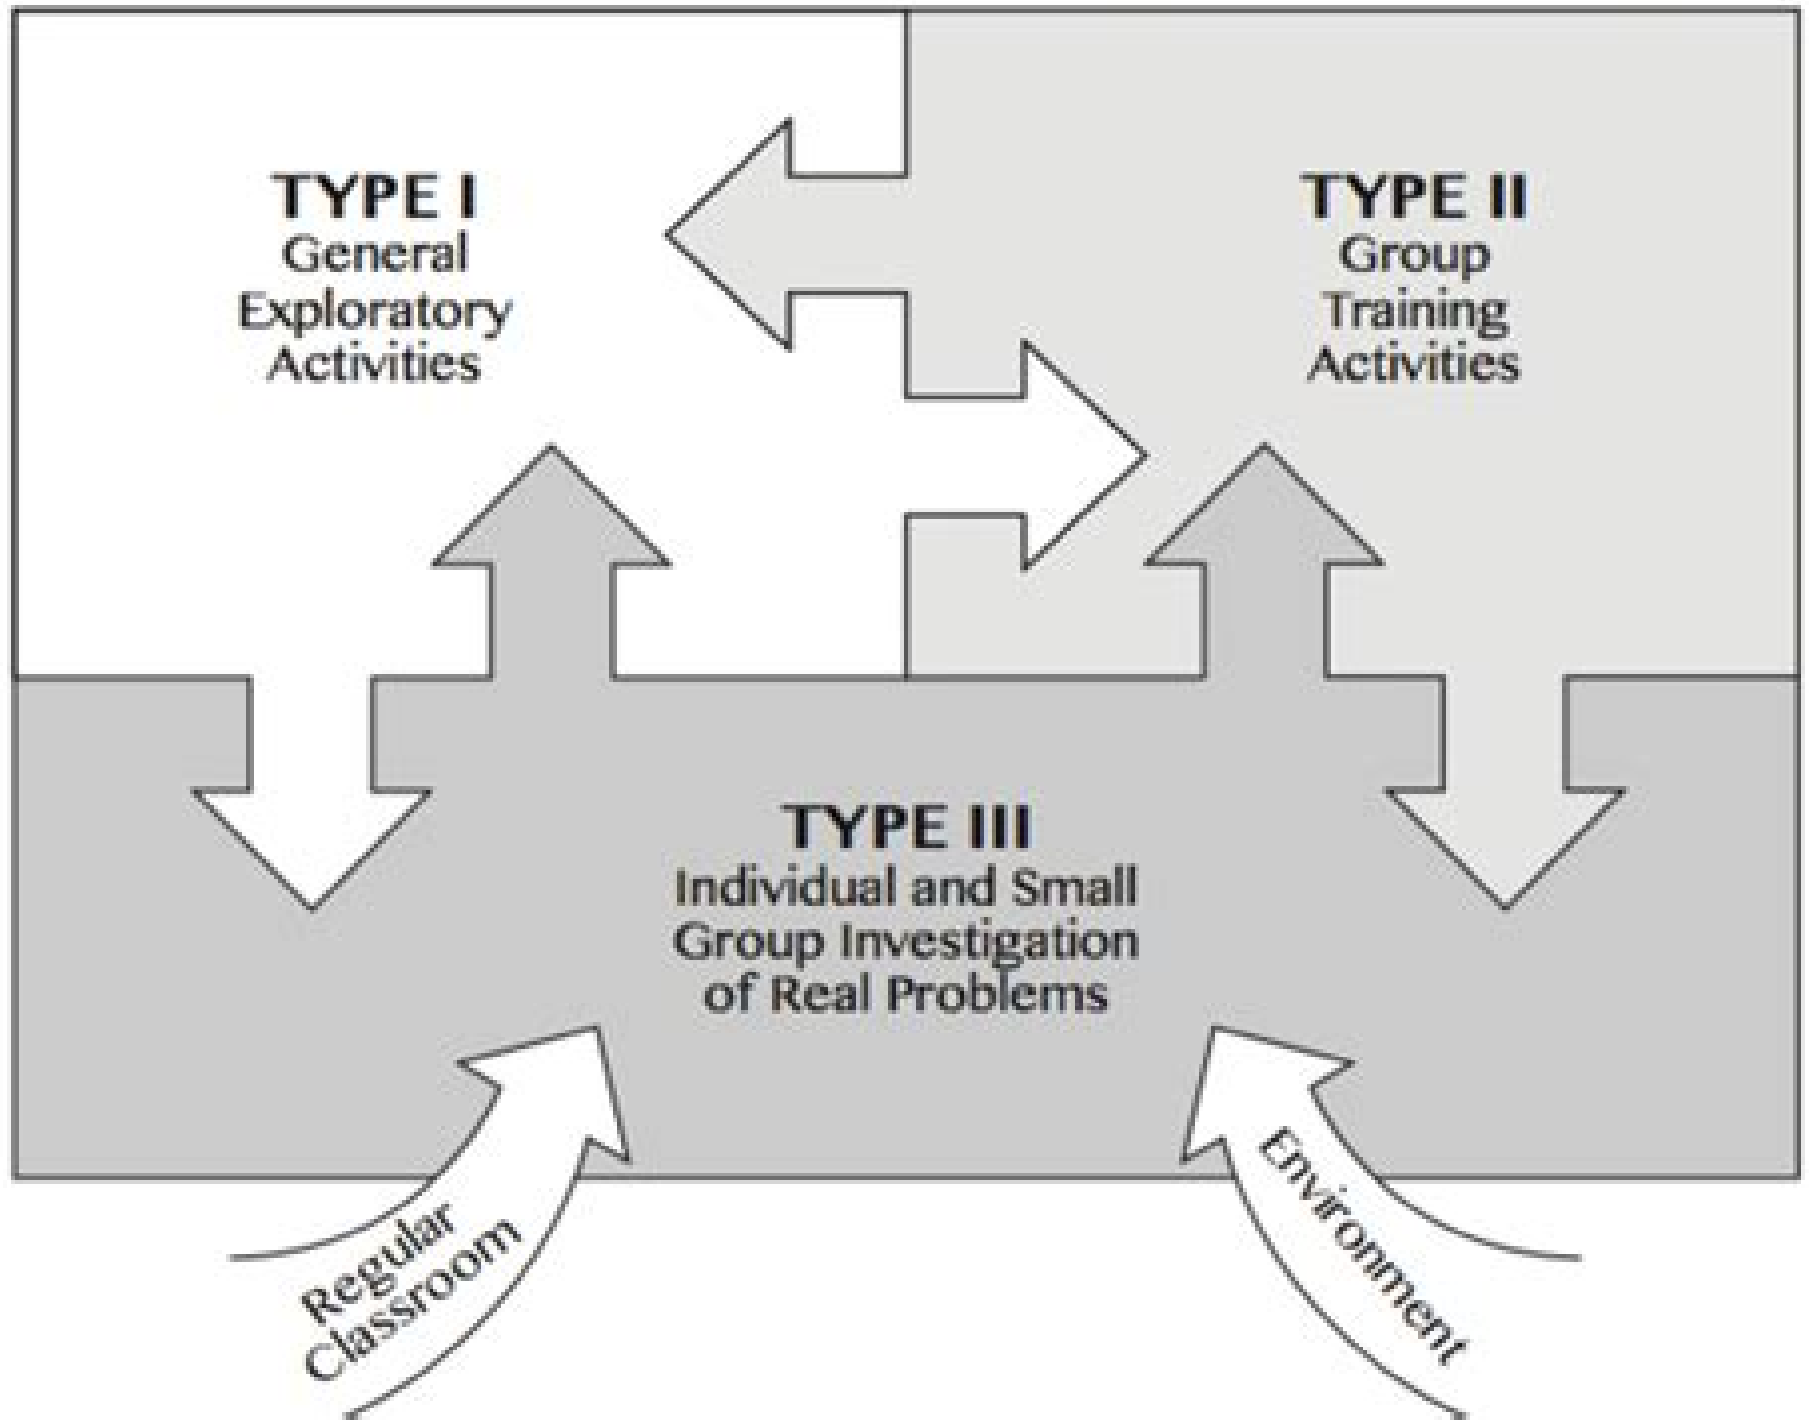 TYPE I
General
Exploratory
Activities
TYPE II
Group
Training
Activities
TYPE III
Individual and Small
Group Investigation
of Real Problems
Regular
Classroom
Environment